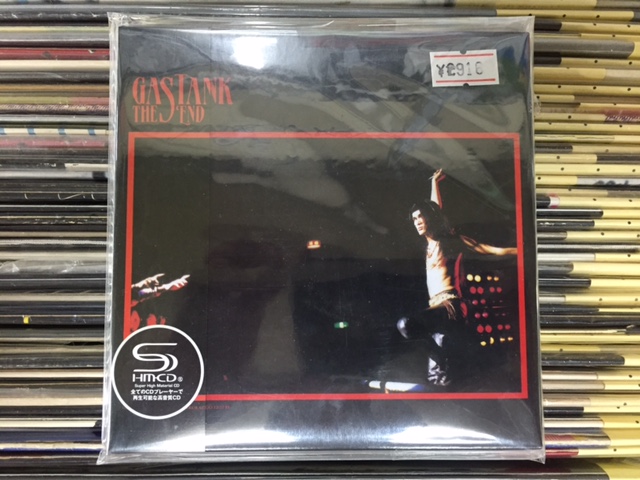 GASTANK
THE END
¥2910
SHM-CD®
Super High Material CD
全てのCDプレーヤーで
再生可能な高音質CD